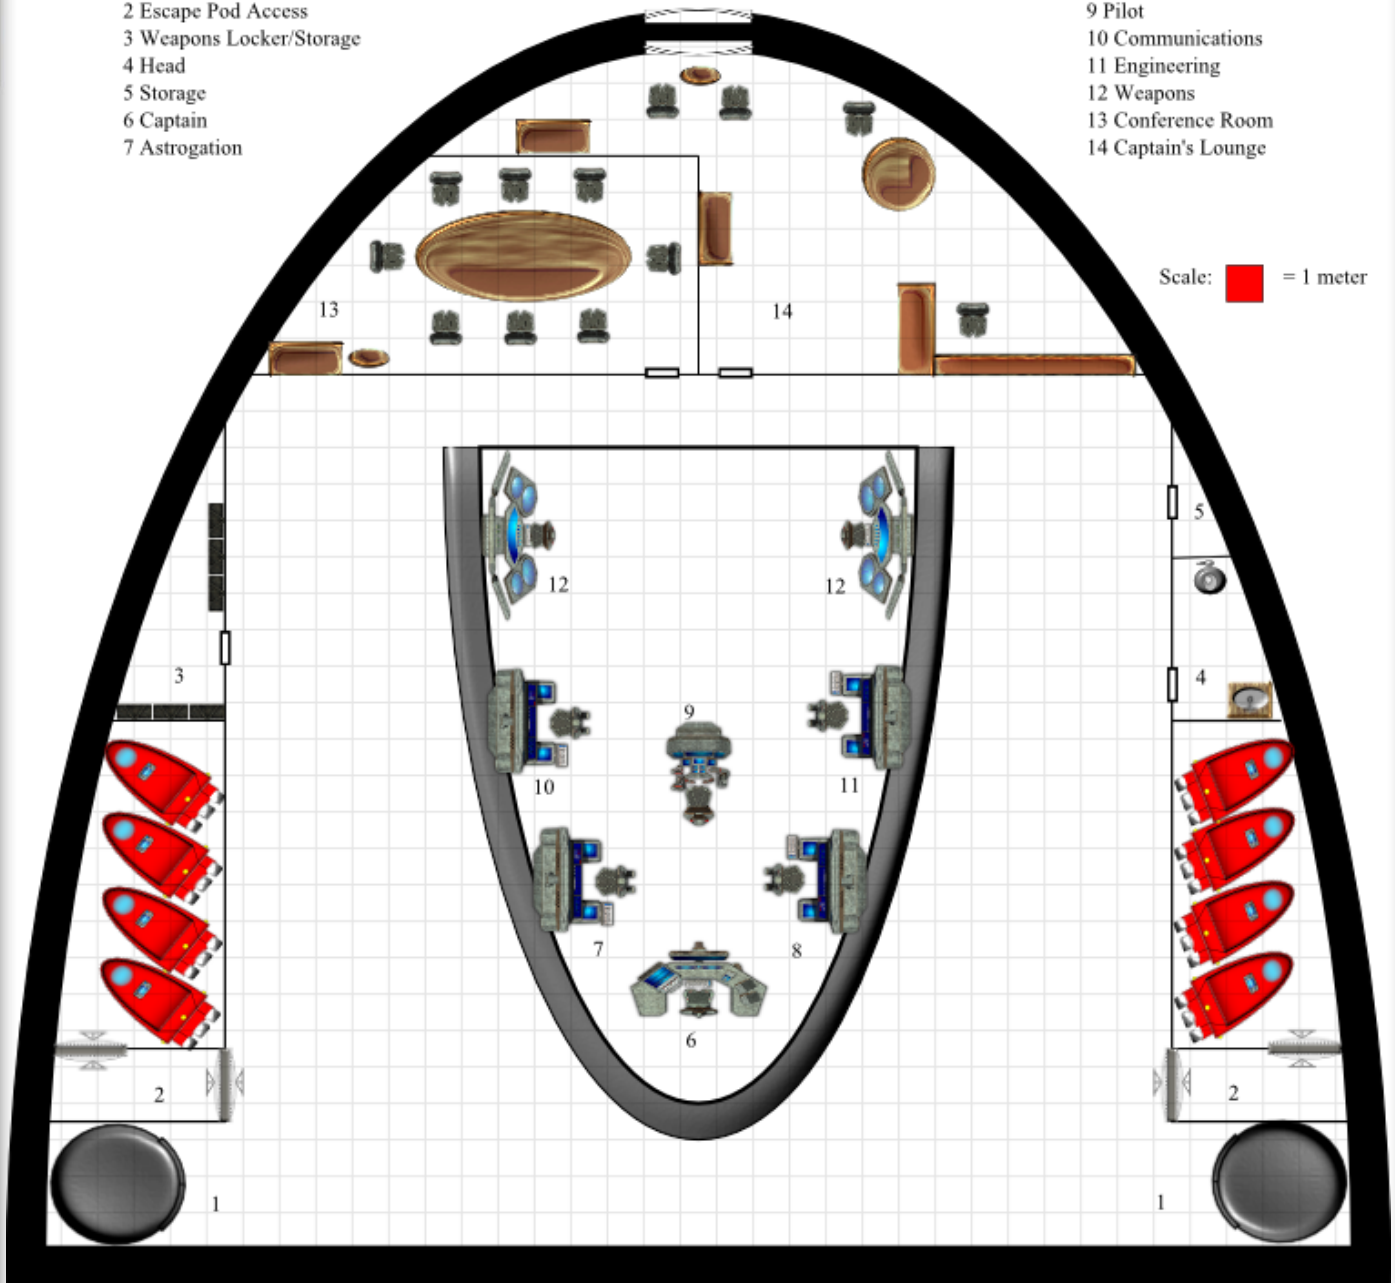 2 Escape Pod Access
3 Weapons Locker/Storage
4 Head
5 Storage
6 Captain
7 Astrogation
9 Pilot
10 Communications
11 Engineering
12 Weapons
13 Conference Room
14 Captain's Lounge
Scale: = 1 meter
13
14
5
12
12
3
4
9
10
11
7
8
6
2
2
1
1